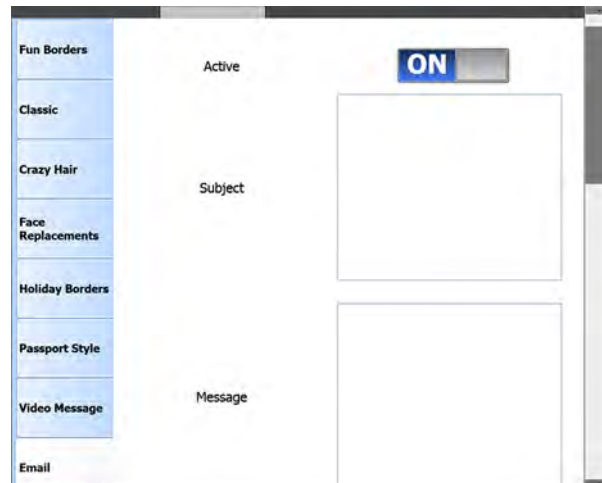 Fun Borders
Active
ON
Classic
Crazy Hair
Subject
Face
Replacements
Holiday Borders
Passport Style
Message
Video Message
Email